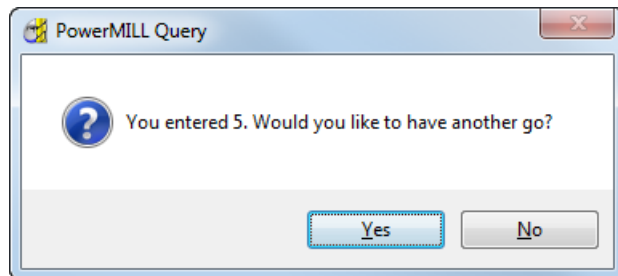 PowerMILL Query
You entered 5. Would you like to have another go?
Yes No